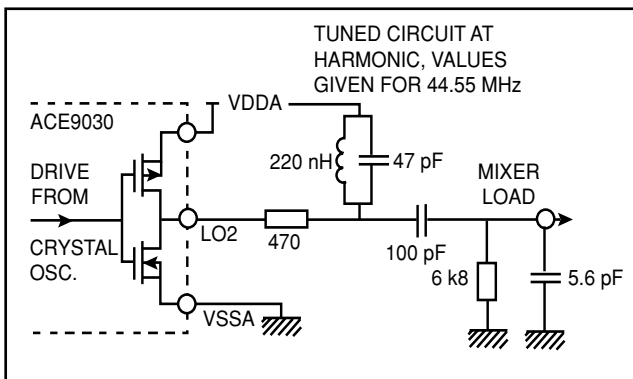 TUNED CIRCUIT AT
HARMONIC, VALUES
GIVEN FOR 44.55 MHz
VDDA
ACE9030
220 nH
47 pF
DRIVE
FROM
CRYSTAL
OSC.
MIXER
LOAD
LO2
470
100 pF
6 k8
5.6 pF
VSSA